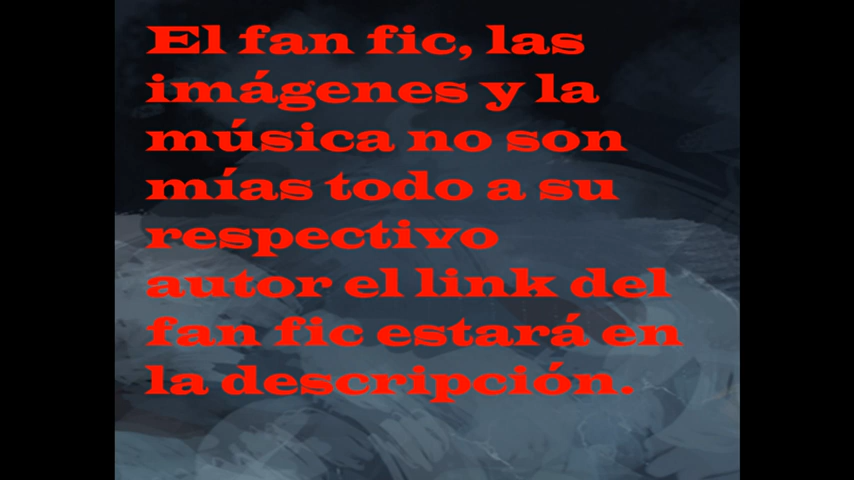 El fan fic, las
imágenes y la
música no son
mías todo a su
respectivo
autor el link del
fan fic estará en
la descripción.